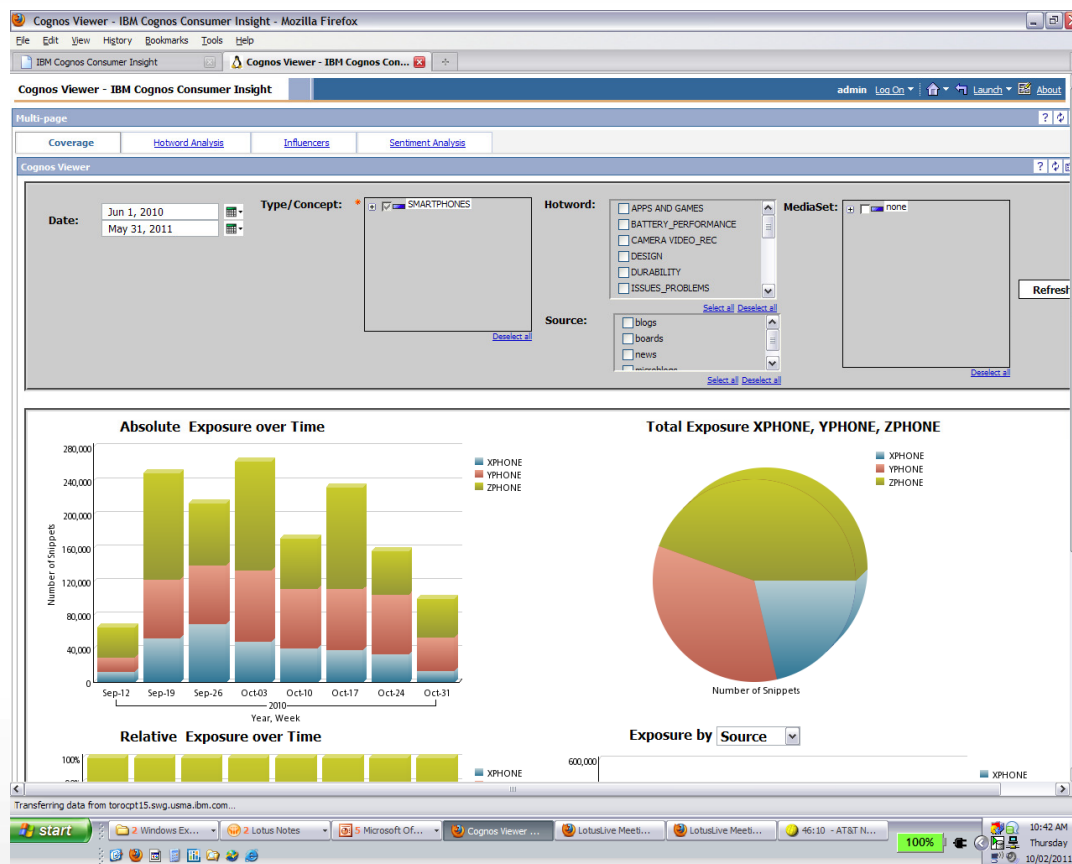 Cognos Viewer - IBM Cognos Consumer Insight - Mozilla Firefox
File Edit View History Bookmarks Tools Help
IBM Cognos Consumer Insight
Cognos Viewer - IBM Cognos Con...
Cognos Viewer - IBM Cognos Consumer Insight
admin Log On Launch About
Multi-page
Coverage Hotword Analysis Influencers Sentiment Analysis
Cognos Viewer
Date:
Jun 1, 2010
May 31, 2011
Type/Concept: *
SMARTPHONES
Deselect all
Hotword:
APPS AND GAMES
BATTERY_PERFORMANCE
CAMERA VIDEO_REC
DESIGN
DURABILITY
ISSUES_PROBLEMS
Select all Deselect all
Source:
blogs
boards
news
microblogs
Select all Deselect all
MediaSet:
none
Deselect all
Refresh
Absolute Exposure over Time
280,000
240,000
200,000
160,000
120,000
80,000
40,000
0
Number of Snippets
Sep-12 Sep-19 Sep-26 Oct-03 Oct-10 Oct-17 Oct-24 Oct-31
2010
Year, Week
XPHONE
YPHONE
ZPHONE
Total Exposure XPHONE, YPHONE, ZPHONE
XPHONE
YPHONE
ZPHONE
Number of Snippets
Relative Exposure over Time
100%
XPHONE
Exposure by Source
600,000
XPHONE
Transferring data from torocpt15.swg.usma.ibm.com...
start
2 Windows Ex...
2 Lotus Notes
5 Microsoft Of...
Cognos Viewer ...
LotusLive Meeti...
LotusLive Meeti...
46:10 - AT&T N...
100%
10:42 AM
Thursday
10/02/2011